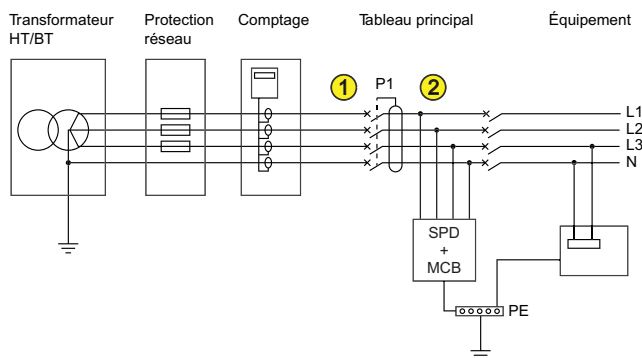 Transformateur
HT/BT
Protection
réseau
Comptage
Tableau principal
Équipement
1
P1
2
L1
L2
L3
N
SPD
+
MCB
PE